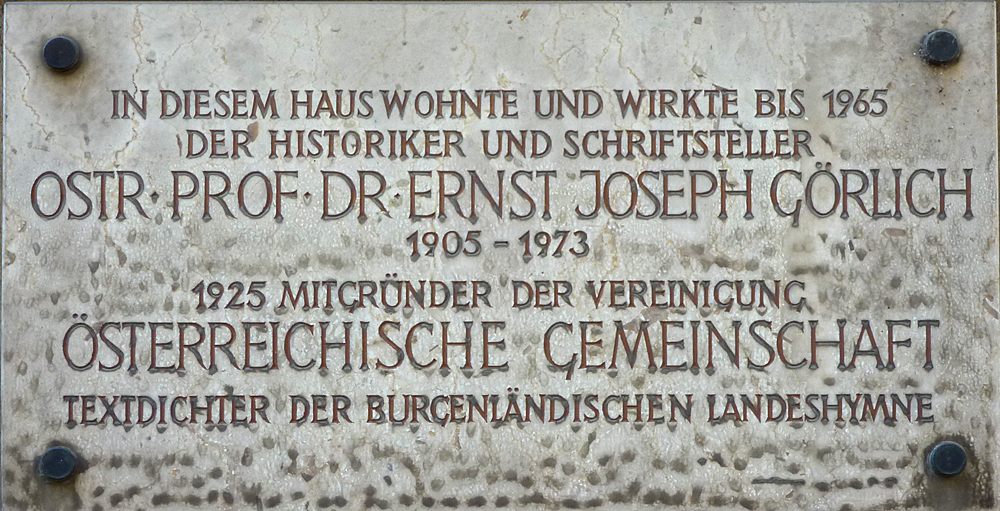 IN DIESEM HAUS WOHNTE UND WIRKTE BIS 1965
DER HISTORIKER UND SCHRIFTSTELLER
OSTR· PROF· DR· ERNST JOSEPH GÖRLICH
1905 – 1973
1925 MITGRÜNDER DER VEREINIGUNG
ÖSTERREICHISCHE GEMEINSCHAFT
TEXTDICHTER DER BURGENLÄNDISCHEN LANDESHYMNE